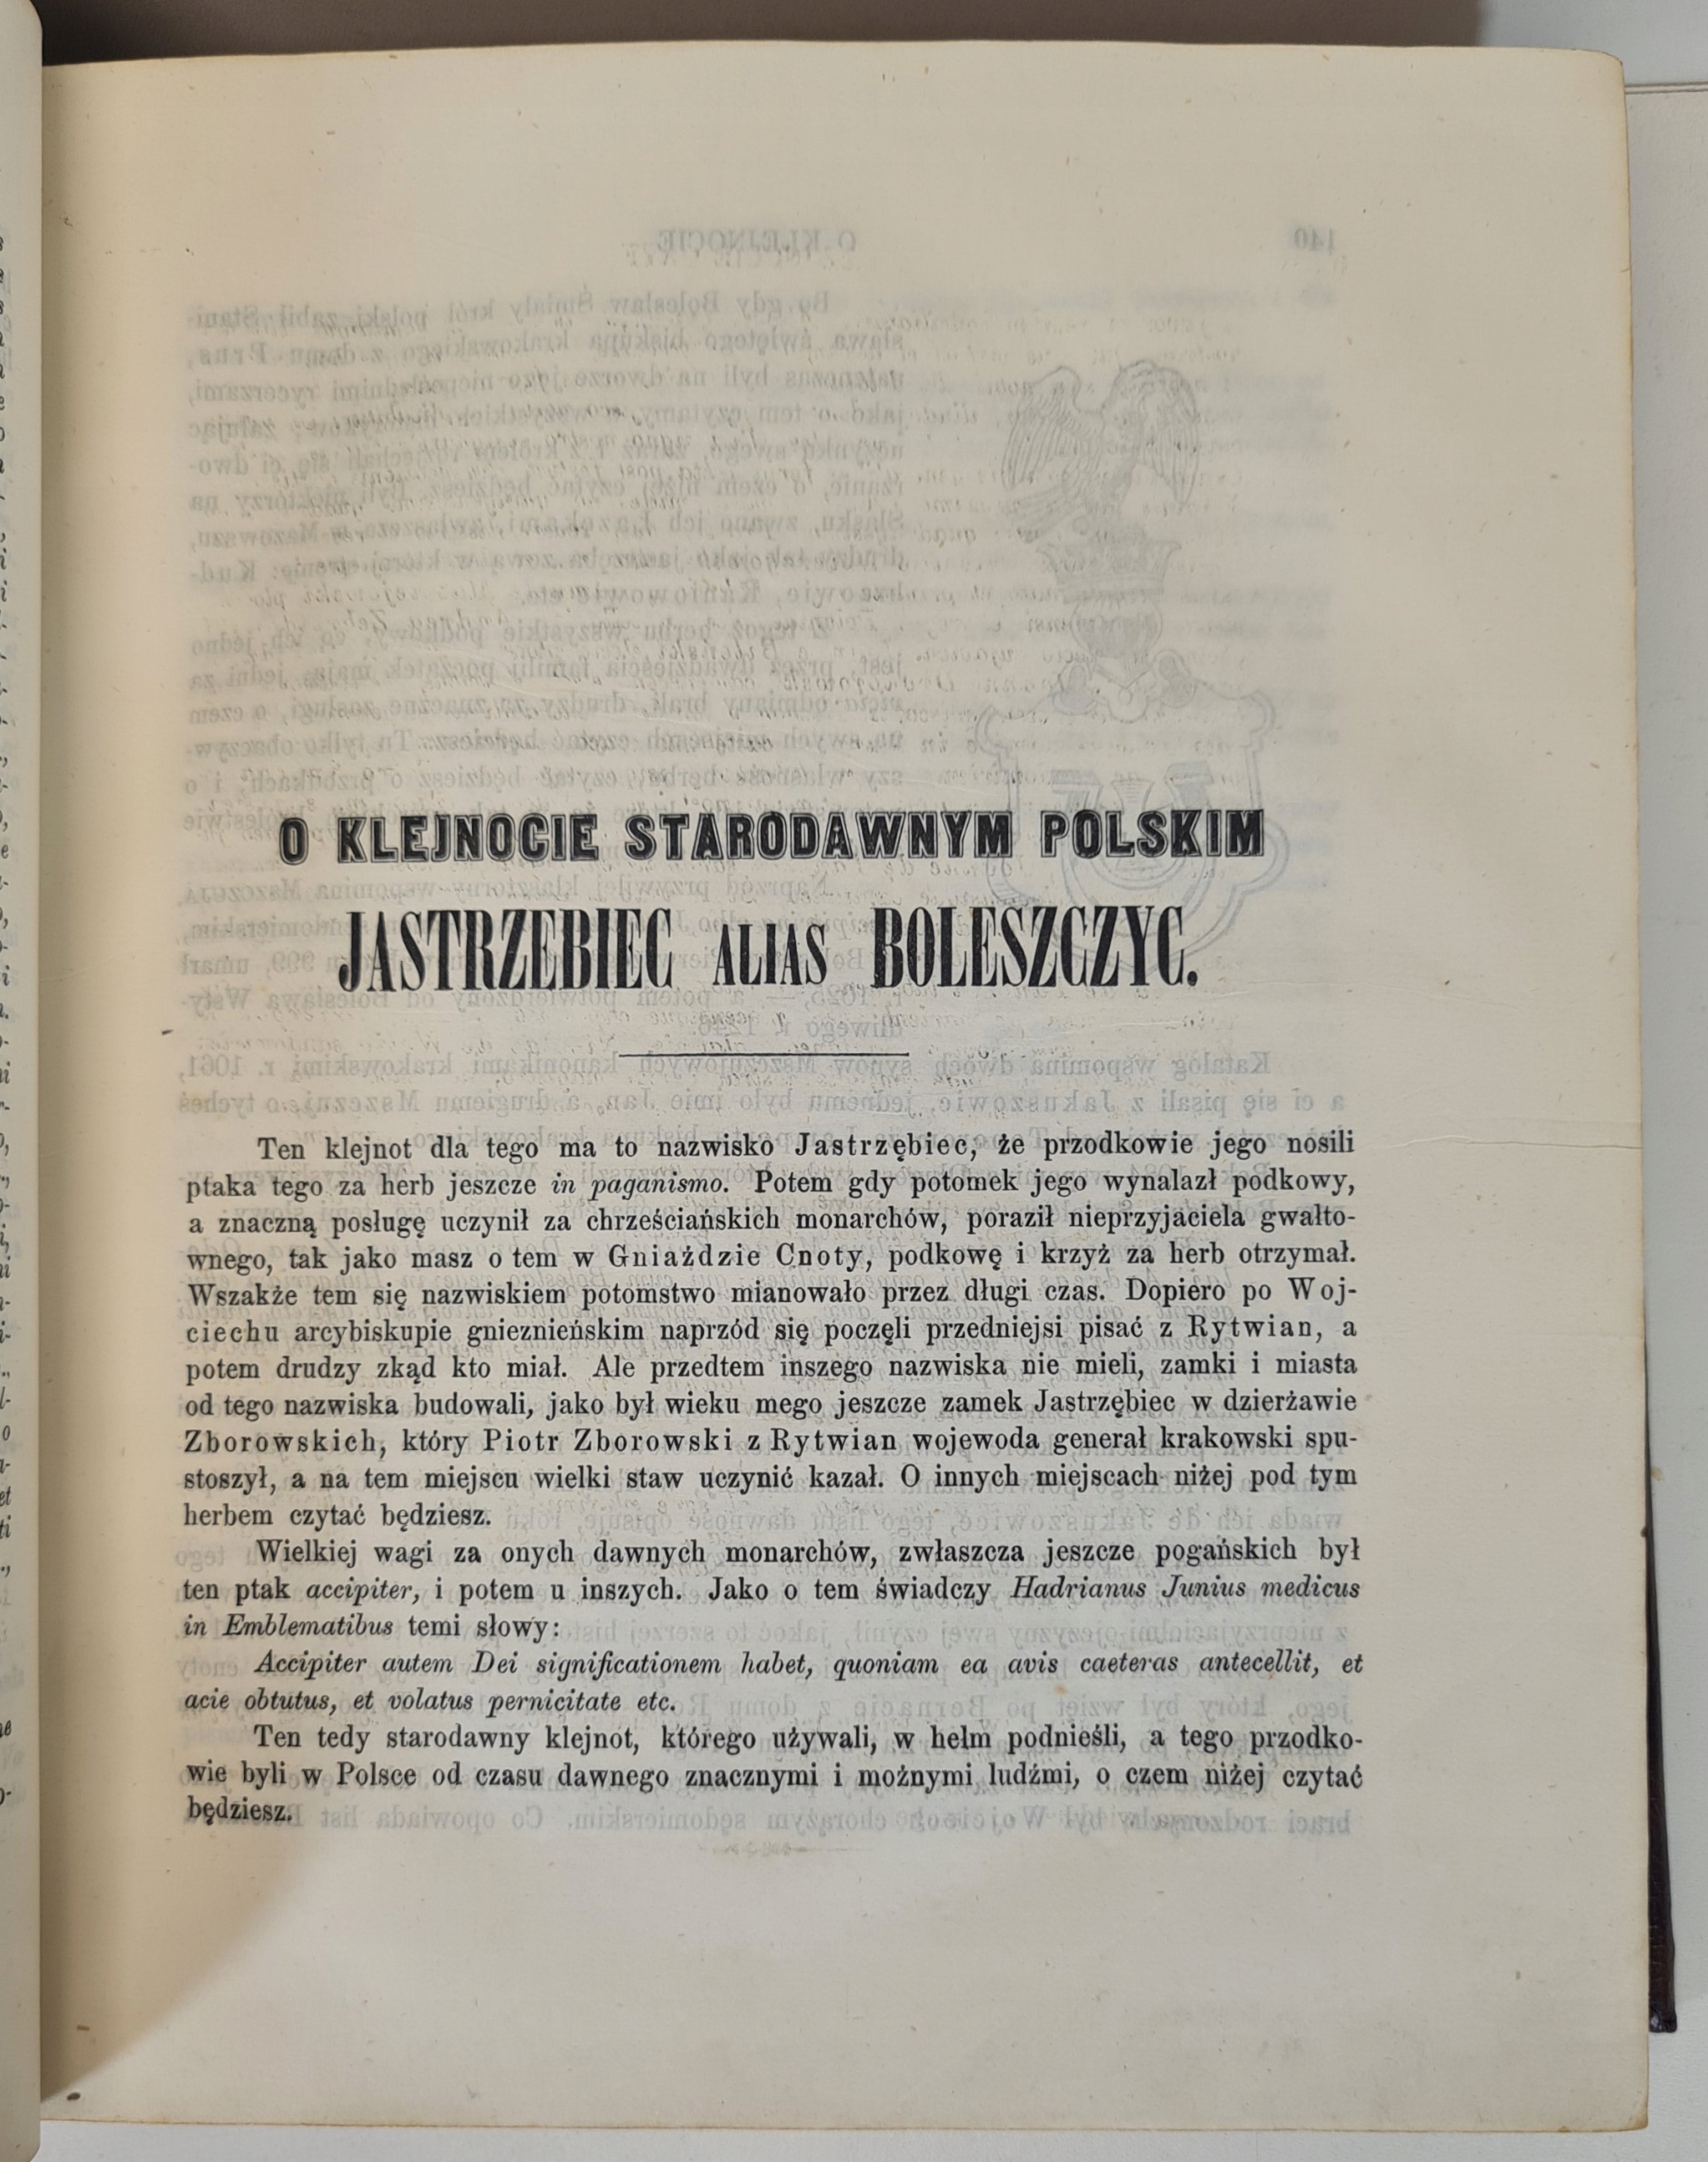 O KLEJNOCIE STARODAWNYM POLSKIM
JASTRZEBIEC ALIAS BOLESZCZYC.
Ten klejnot dla tego ma to nazwisko Jastrzębiec, że przodkowie jego nosili
ptaka tego za herb jeszcze in paganismo. Potem gdy potomek jego wynalazł podkowy,
a znaczną posługę uczynił za chrześciańskich monarchów, poraził nieprzyjaciela gwałto-
wnego, tak jako masz o tem w Gniaździe Cnoty, podkowę i krzyż za herb otrzymał.
Wszakże tem się nazwiskiem potomstwo mianowało przez długi czas. Dopiero po Woj-
ciechu arcybiskupie gnieznieńskim naprzód się poczęli przedniejsi pisać z Rytwian, a
potem drudzy zkąd kto miał. Ale przedtem inszego nazwiska nie mieli, zamki i miasta
od tego nazwiska budowali, jako był wieku mego jeszcze zamek Jastrzębiec w dzierżawie
Zborowskich, który Piotr Zborowski z Rytwian wojewoda generał krakowski spu-
stoszył, a na tem miejscu wielki staw uczynić kazał. O innych miejscach niżej pod tym
herbem czytać będziesz.
Wielkiej wagi za onych dawnych monarchów, zwłaszcza jeszcze pogańskich był
ten ptak accipiter, i potem u inszych. Jako o tem świadczy Hadrianus Junius medicus
in Emblematibus temi słowy:
Accipiter autem Dei significationem habet, quoniam ea avis caeteras antecellit, et
acie obtutus, et volatus pernicitate etc.
Ten tedy starodawny klejnot, którego używali, w hełm podnieśli, a tego przodko-
wie byli w Polsce od czasu dawnego znacznymi i możnymi ludźmi, o czem niżej czytać
będziesz.